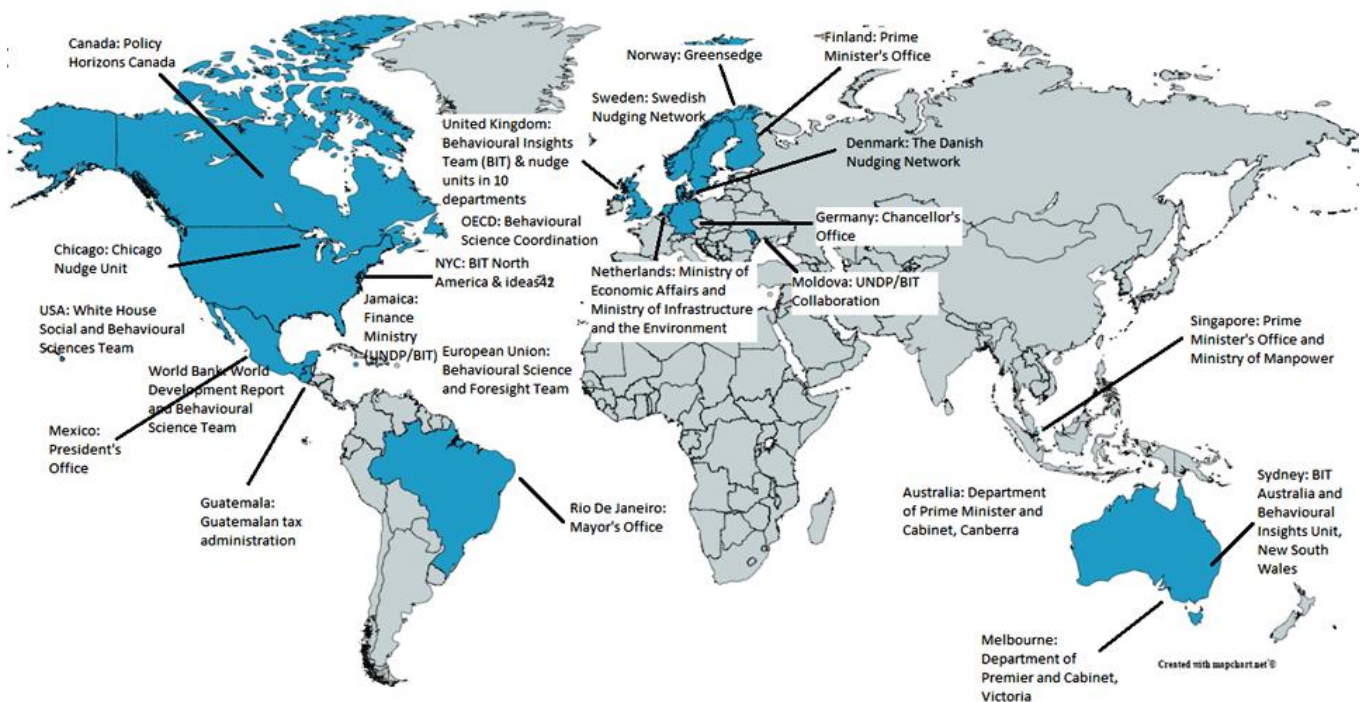 Canada: Policy
Horizons Canada
Norway: Greensedge
Finland: Prime
Minister's Office
Sweden: Swedish
Nudging Network
United Kingdom:
Behavioural Insights
Team (BIT) & nudge
units in 10
departments
Denmark: The Danish
Nudging Network
OECD: Behavioural
Science Coordination
Germany: Chancellor's
Office
Chicago: Chicago
Nudge Unit
NYC: BIT North
America & ideas42
Netherlands: Ministry of
Economic Affairs and
Ministry of Infrastructure
and the Environment
Moldova: UNDP/BIT
Collaboration
USA: White House
Social and Behavioural
Sciences Team
Jamaica:
Finance
Ministry
(UNDP/BIT)
European Union:
Behavioural Science
and Foresight Team
Singapore: Prime
Minister's Office and
Ministry of Manpower
World Bank: World
Development Report
and Behavioural
Science Team
Mexico:
President's
Office
Guatemala:
Guatemalan tax
administration
Rio De Janeiro:
Mayor's Office
Australia: Department
of Prime Minister and
Cabinet, Canberra
Sydney: BIT
Australia and
Behavioural
Insights Unit,
New South
Wales
Melbourne:
Department of
Premier and Cabinet,
Victoria
Created with mapchart.net ©